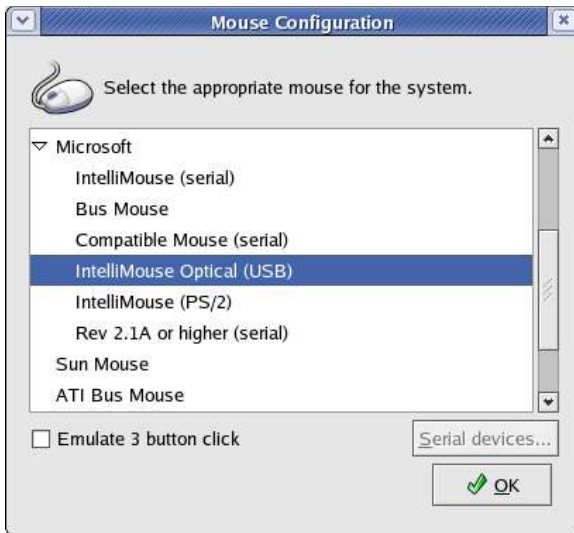 Mouse Configuration
Select the appropriate mouse for the system.
Microsoft
IntelliMouse (serial)
Bus Mouse
Compatible Mouse (serial)
IntelliMouse Optical (USB)
IntelliMouse (PS/2)
Rev 2.1A or higher (serial)
Sun Mouse
ATI Bus Mouse
Emulate 3 button click
Serial devices...
OK